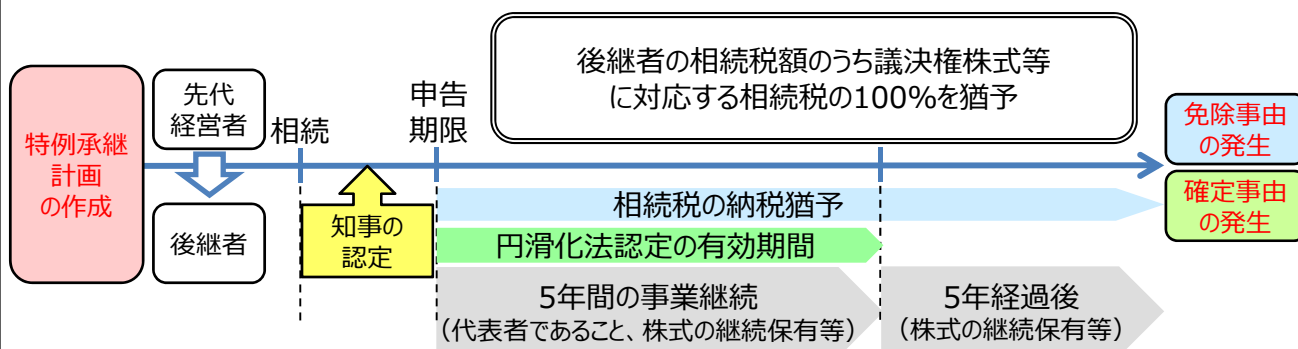 特例承継
計画
の作成
先代
経営者
後継者
相続
知事の
認定
申告
期限
後継者の相続税額のうち議決権株式等
に対応する相続税の100%を猶予
相続税の納税猶予
円滑化法認定の有効期間
5年間の事業継続
（代表者であること、株式の継続保有等）
5年経過後
（株式の継続保有等）
免除事由
の発生
確定事由
の発生